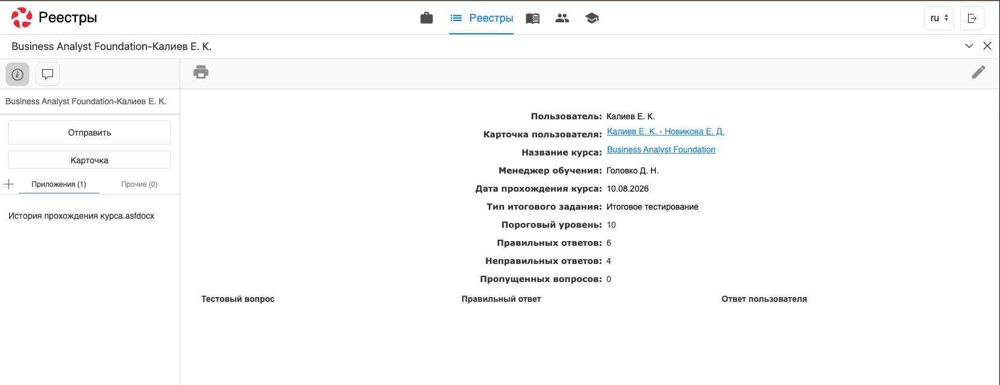 Реестры
Реестры
ru
Business Analyst Foundation-Калиев Е. К.
Business Analyst Foundation-Калиев Е. К.
Отправить
Карточка
Приложения (1) Прочие (0)
История прохождения курса.asfdocx
Пользователь: Калиев Е. К.
Карточка пользователя: Калиев Е. К. - Новикова Е. Д.
Название курса: Business Analyst Foundation
Менеджер обучения: Головко Д. Н.
Дата прохождения курса: 10.08.2026
Тип итогового задания: Итоговое тестирование
Пороговый уровень: 10
Правильных ответов: 6
Неправильных ответов: 4
Пропущенных вопросов: 0
Тестовый вопрос Правильный ответ Ответ пользователя